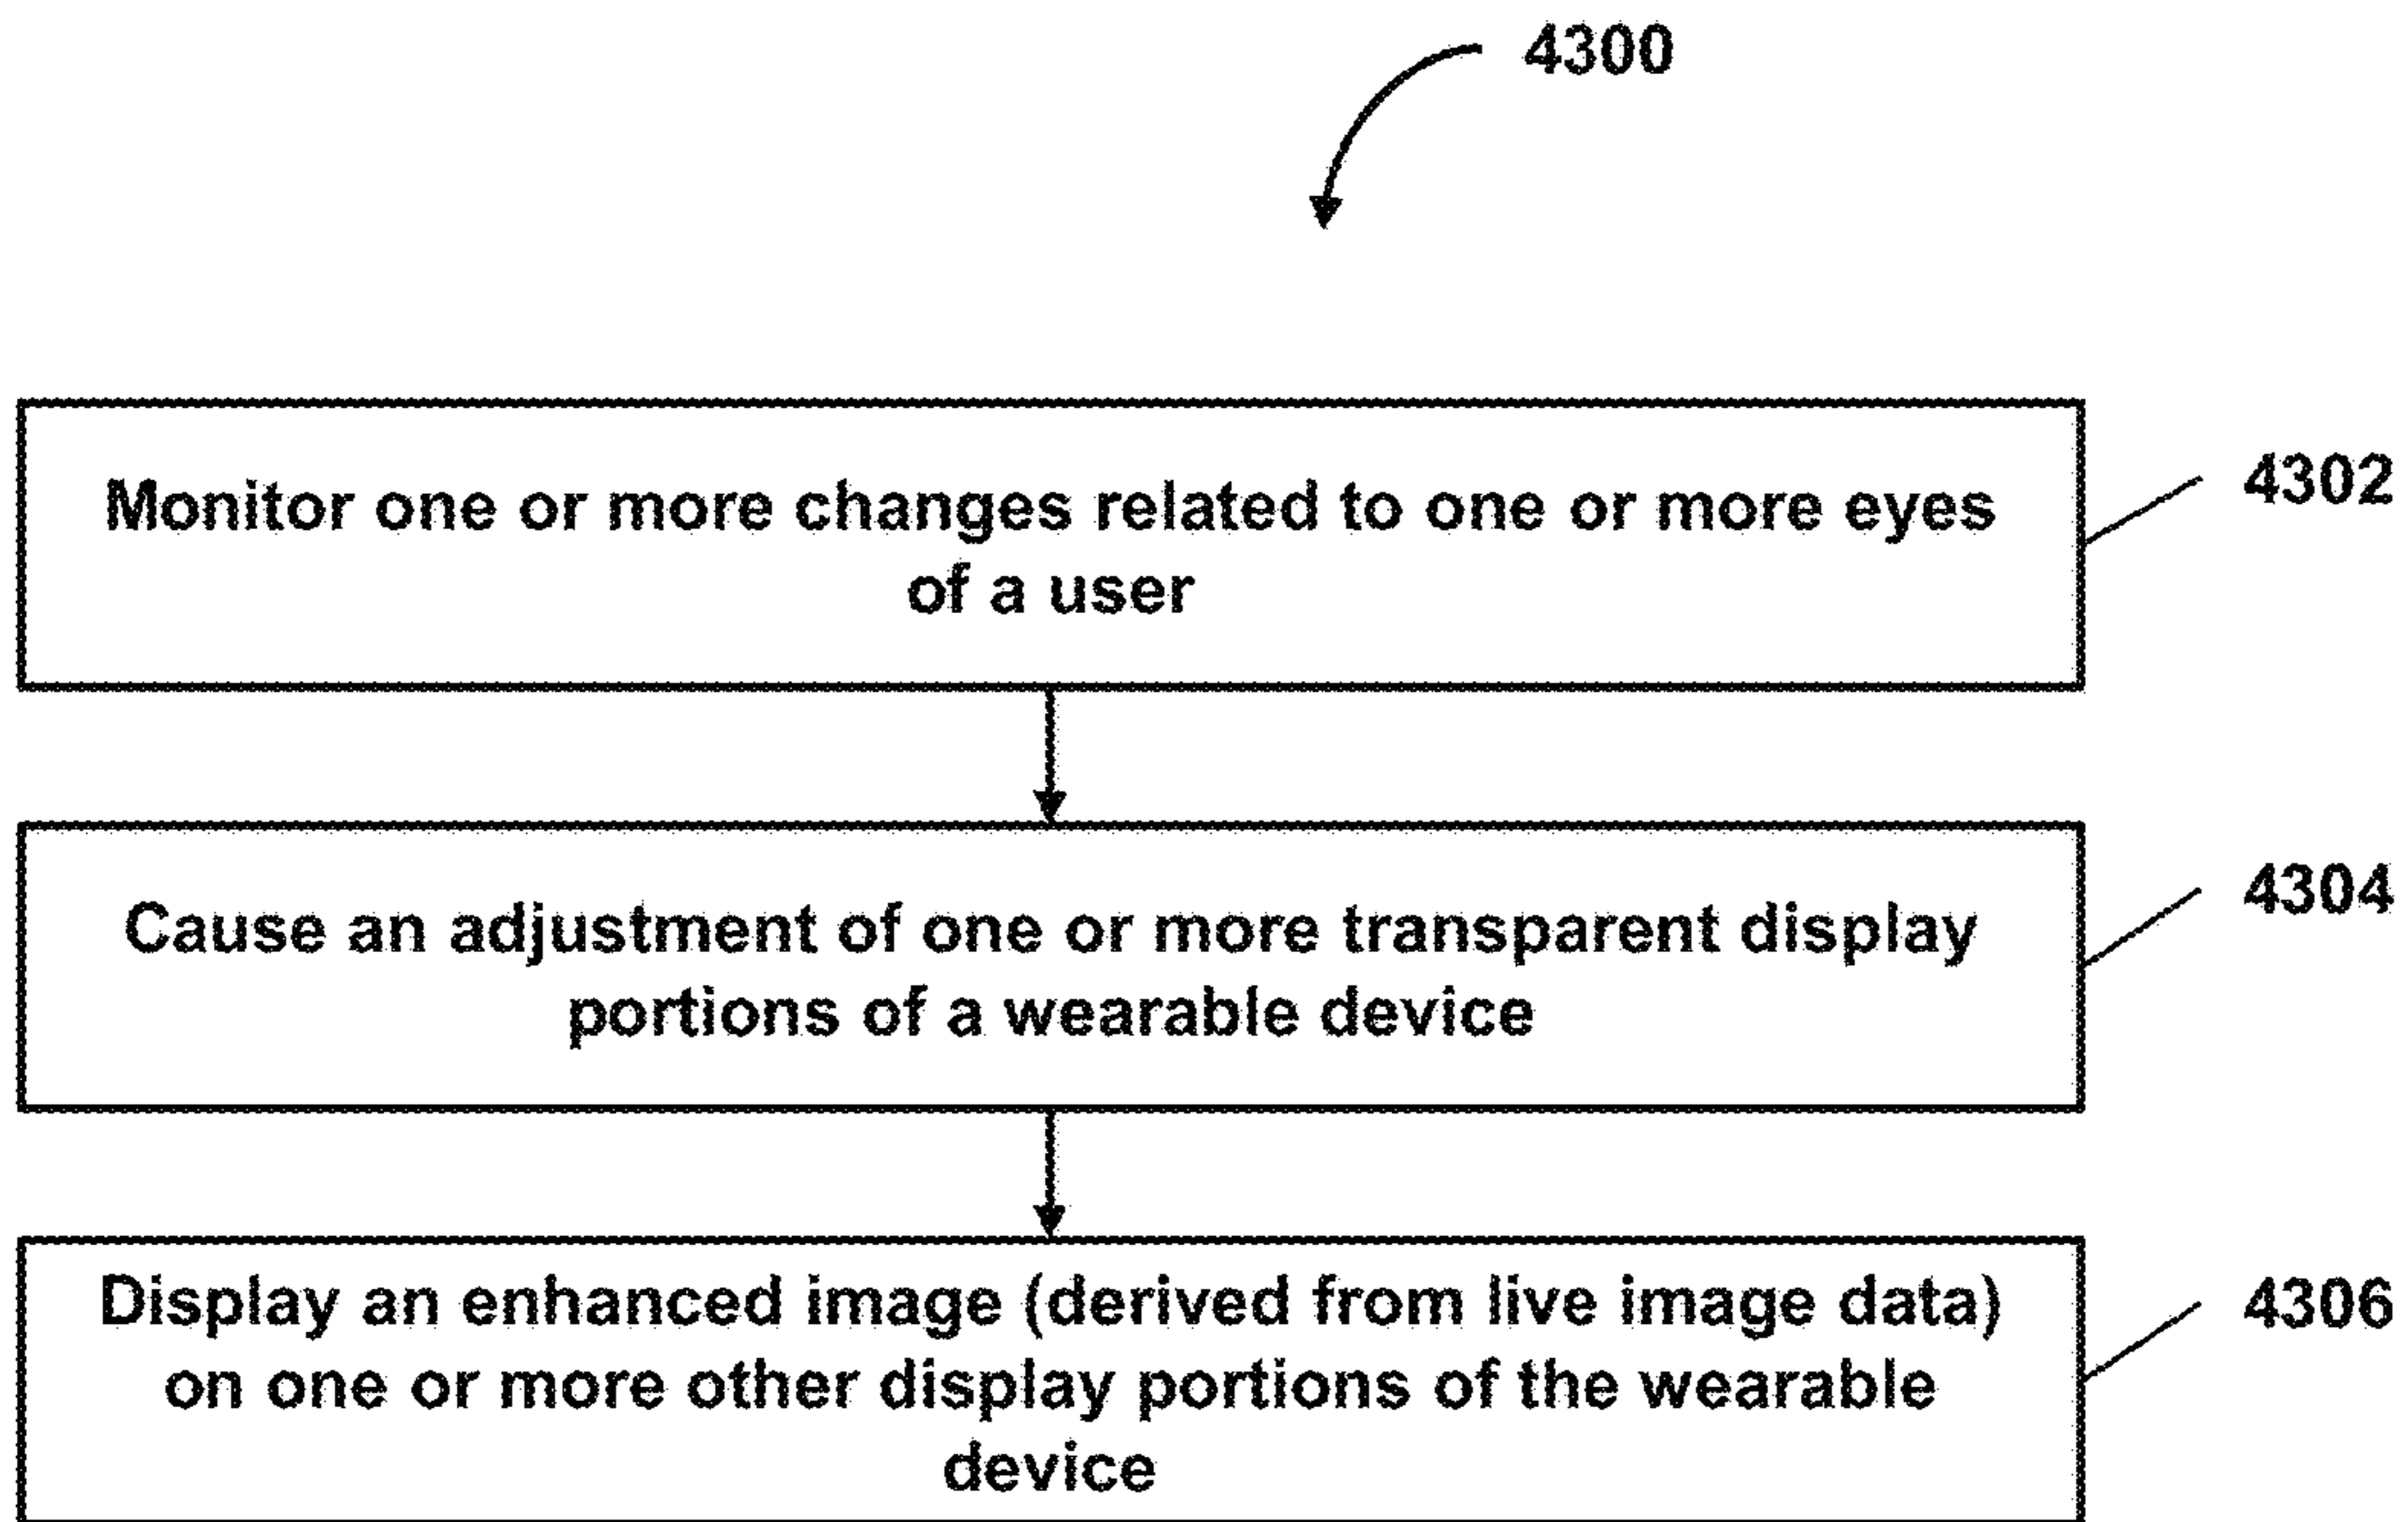 4300
Monitor one or more changes related to one or more eyes
of a user
4302
Cause an adjustment of one or more transparent display
portions of a wearable device
4304
Display an enhanced image (derived from live image data)
on one or more other display portions of the wearable
device
4306